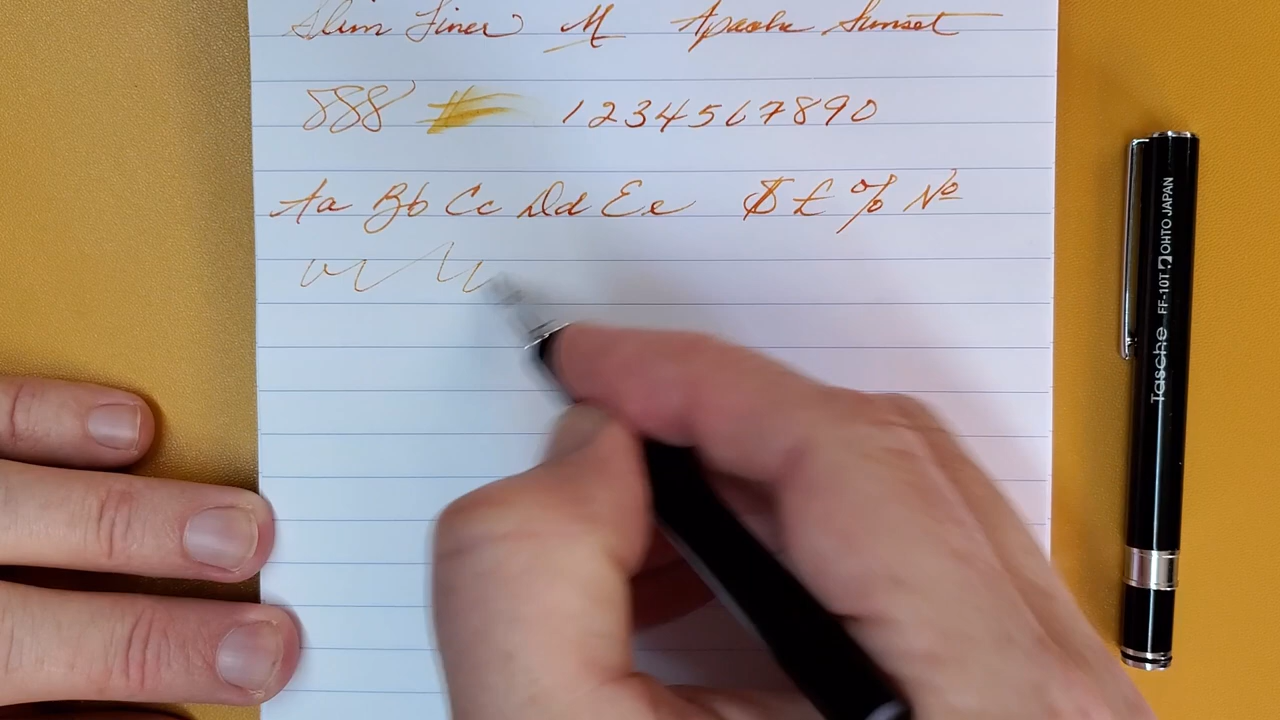 Slim Liner M Apache Sunset
888 # 1234567890
Aa Bb Cc Dd Ee $ £ % №
Tasche FF-10T OHTO JAPAN